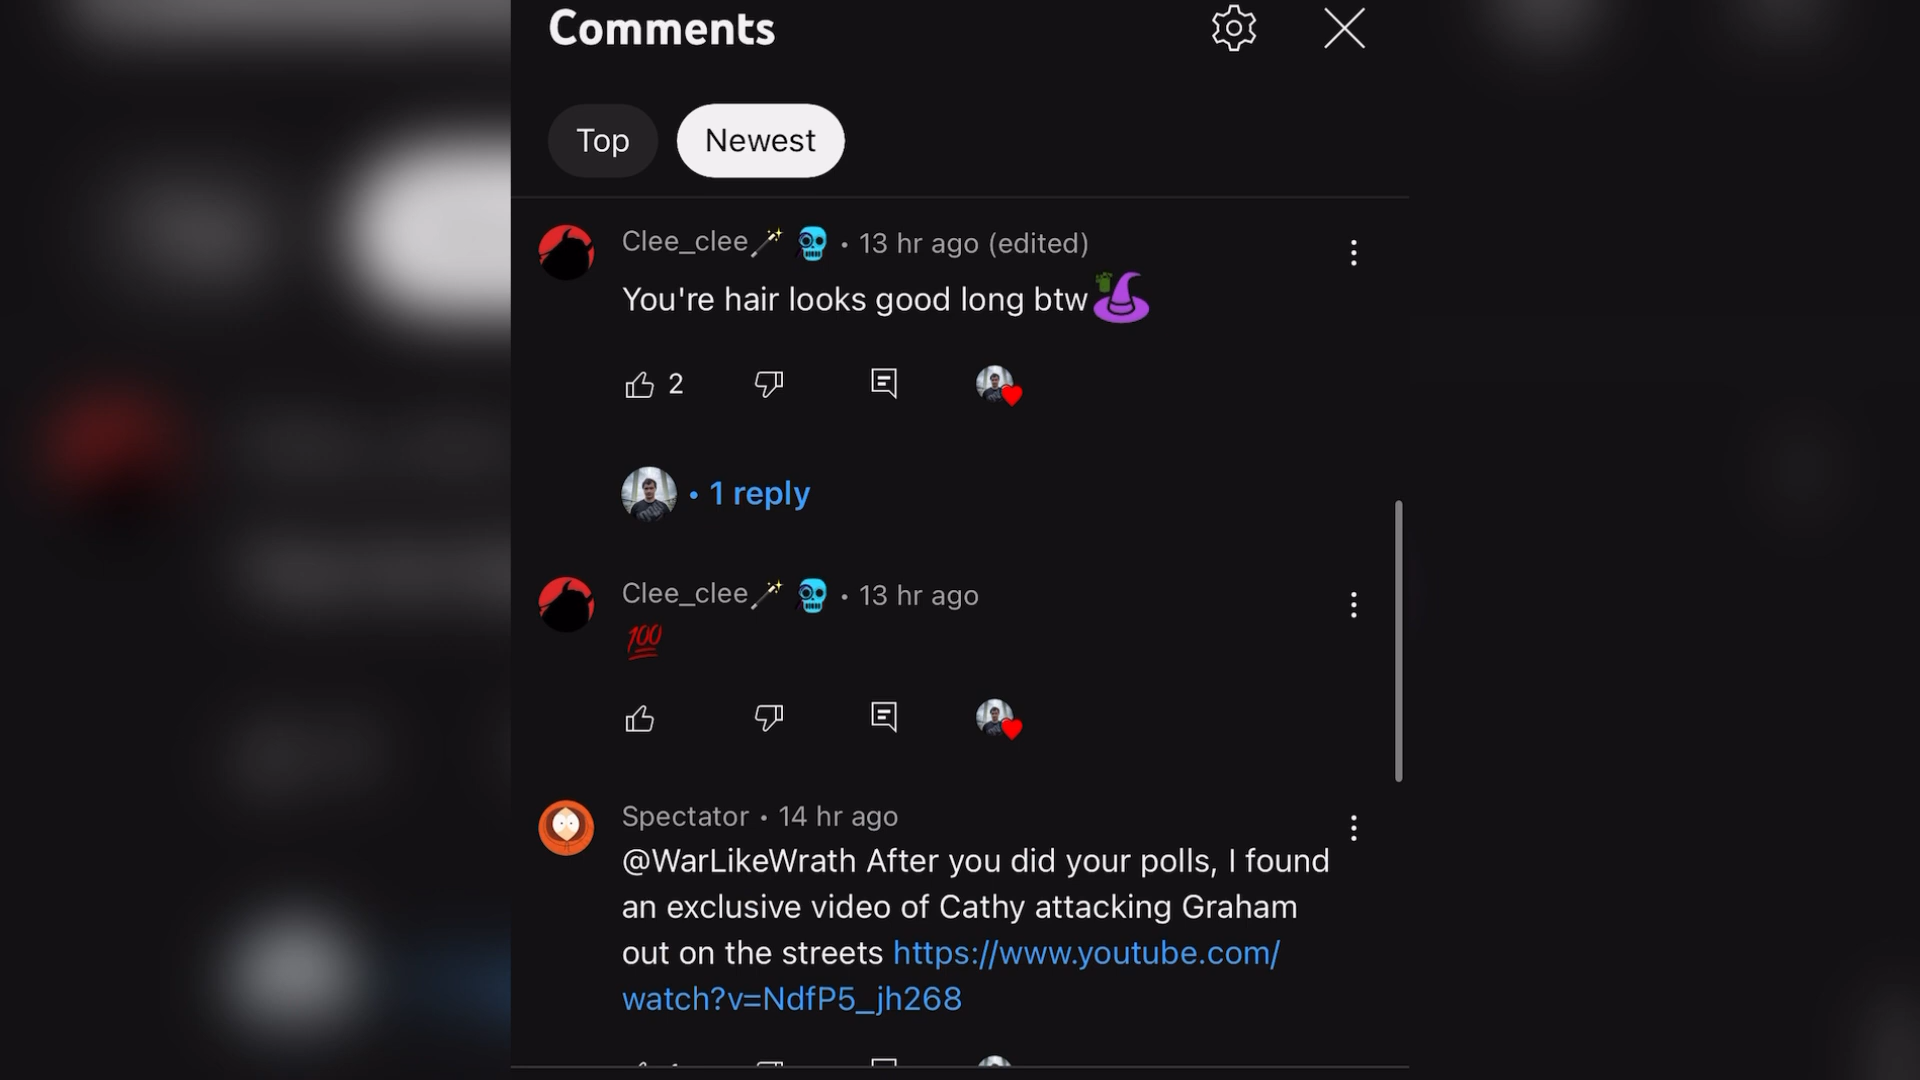 Comments
Top
Newest
Clee_clee🪄 • 13 hr ago (edited)
You're hair looks good long btw
2
• 1 reply
Clee_clee🪄 • 13 hr ago
💯
Spectator • 14 hr ago
@WarLikeWrath After you did your polls, I found
an exclusive video of Cathy attacking Graham
out on the streets https://www.youtube.com/
watch?v=NdfP5_jh268